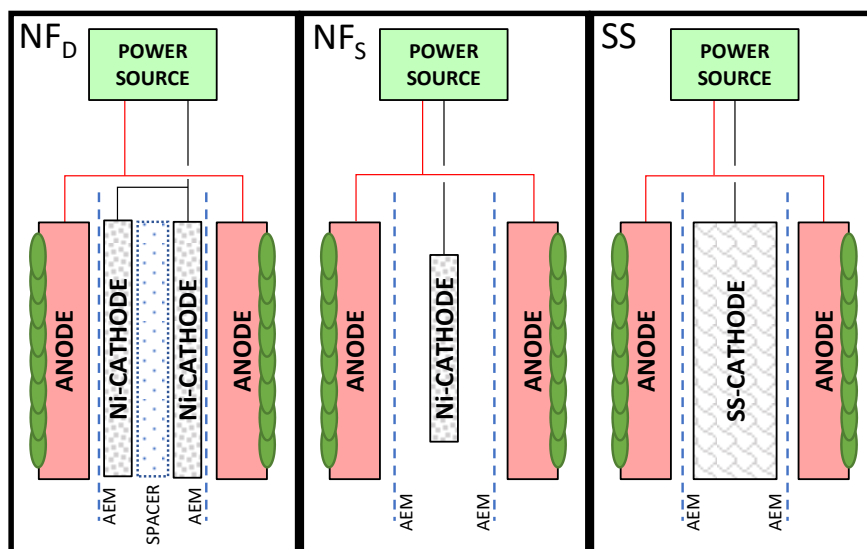 NFD
POWER
SOURCE
ANODE
Ni-CATHODE
Ni-CATHODE
ANODE
AEM
SPACER
AEM
NFS
POWER
SOURCE
ANODE
Ni-CATHODE
ANODE
AEM
AEM
SS
POWER
SOURCE
ANODE
SS-CATHODE
ANODE
AEM
AEM